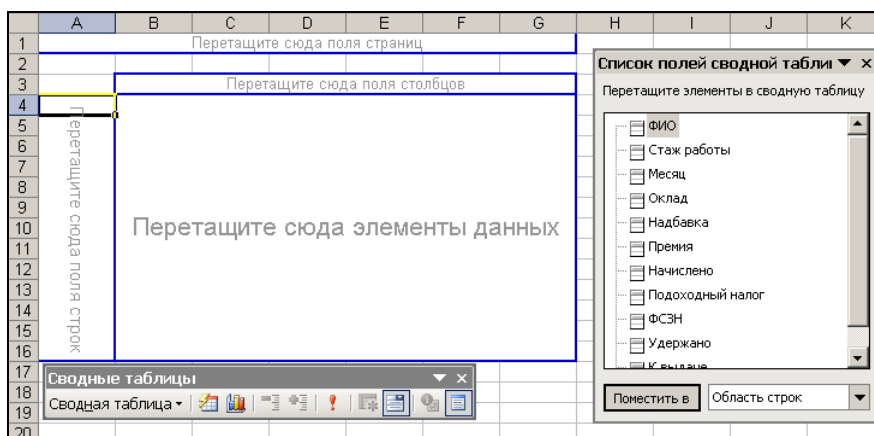 A B C D E F G H I J K
1 Перетащите сюда поля страниц
2
3 Перетащите сюда поля столбцов
4
5
6
7
8
9
10
11
12
13
14
15
16
17
18
19
20
Перетащите сюда поля строк
Перетащите сюда элементы данных
Список полей сводной
Перетащите элементы в сводную таблицу
ФИО
Стаж работы
Месяц
Оклад
Надбавка
Премия
Начислено
Подоходный налог
ФСЗН
Удержано
К выдаче
Поместить в Область строк
Сводные таблицы
Сводная таблица